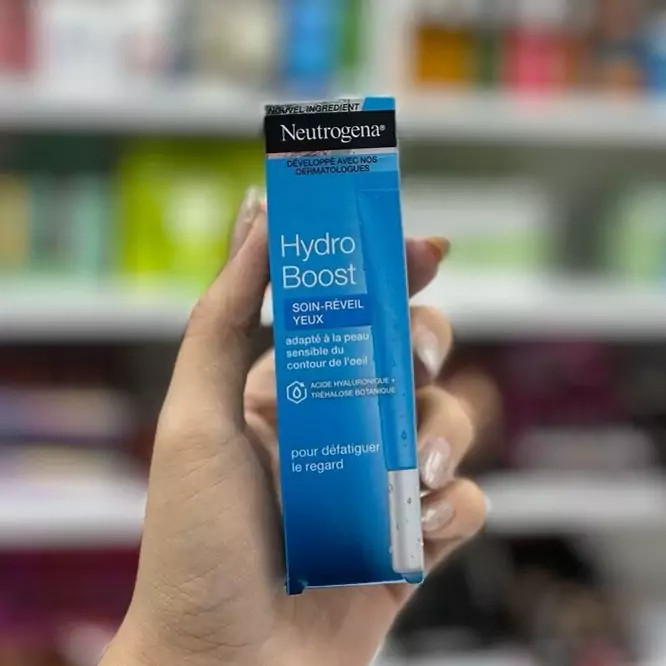 NOUVEL INGRÉDIENT
Neutrogena®
DÉVELOPPÉ AVEC NOS
DERMATOLOGUES
Hydro
Boost
SOIN-RÉVEIL
YEUX
adapté à la peau
sensible du
contour de l'oeil
ACIDE HYALURONIQUE +
TRÉHALOSE BOTANIQUE
pour défatiguer
le regard